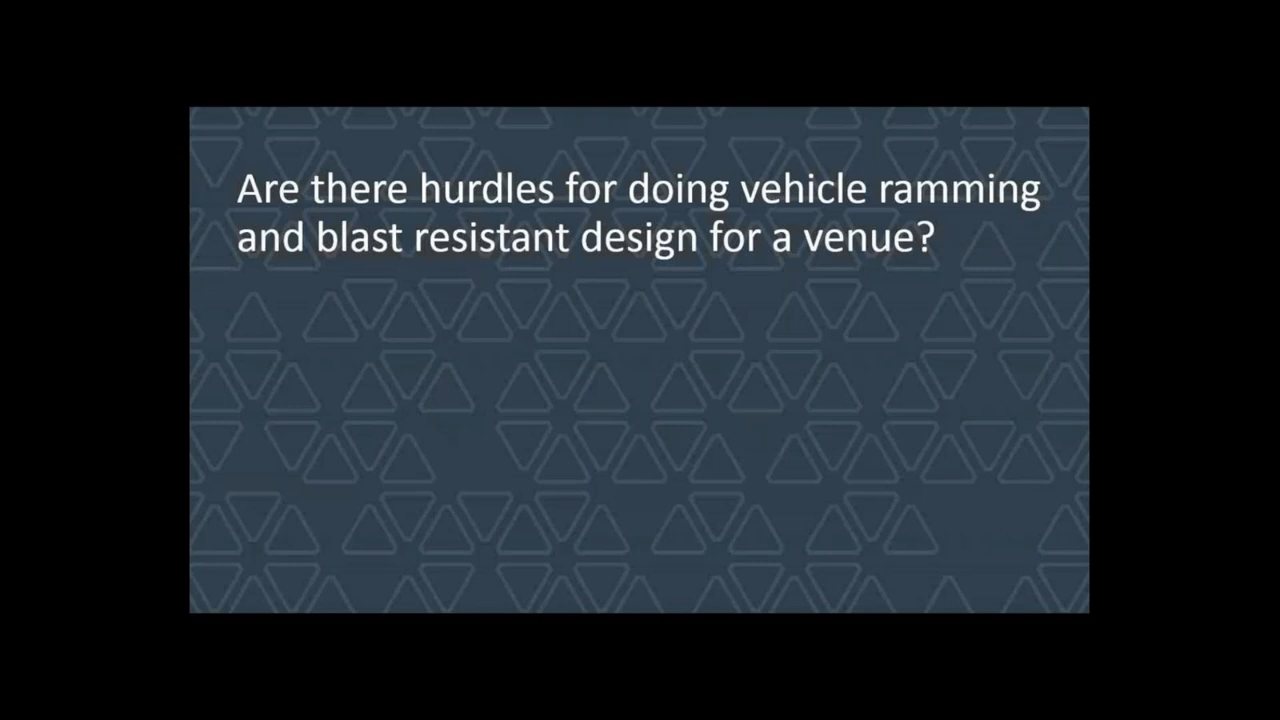 Are there hurdles for doing vehicle ramming
and blast resistant design for a venue?